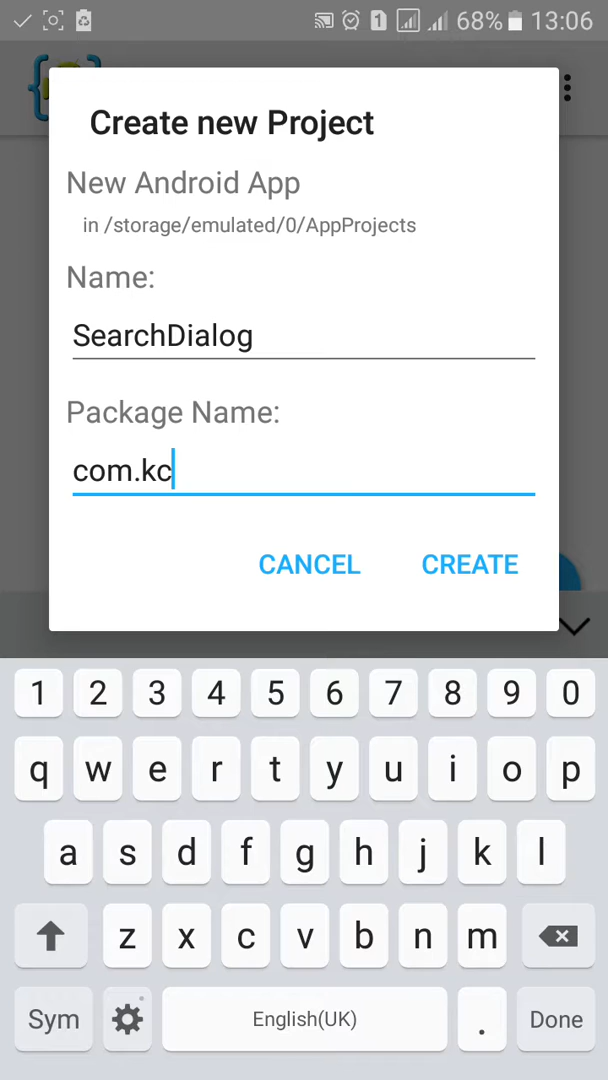 1 68% 13:06
Create new Project
New Android App
in /storage/emulated/0/AppProjects
Name:
SearchDialog
Package Name:
com.kc
CANCEL CREATE
1 2 3 4 5 6 7 8 9 0
q w e r t y u i o p
a s d f g h j k l
z x c v b n m
Sym English(UK) . Done